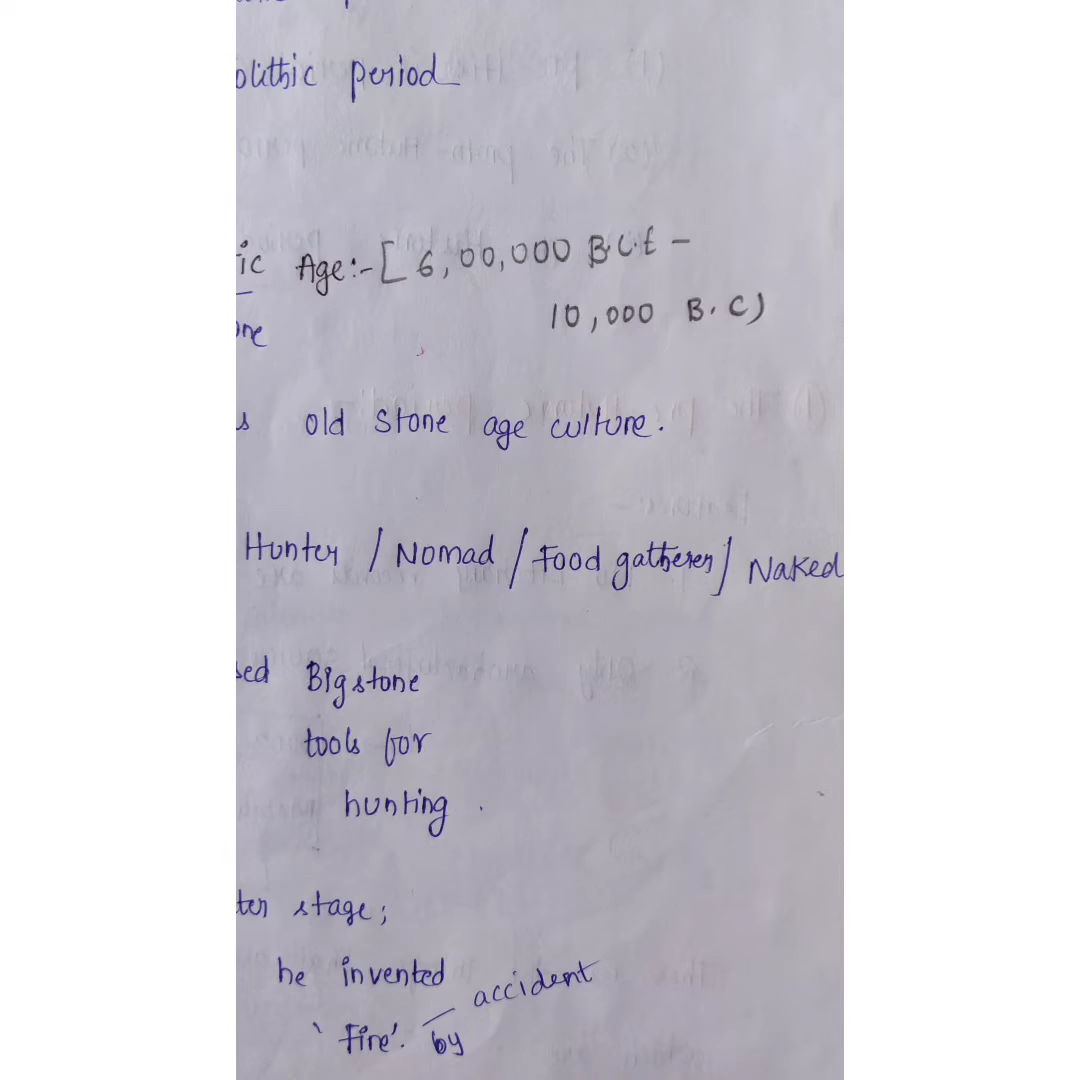 olithic period
ic Age:-[6,00,000 B.C.E -
10,000 B.C)
one
s old stone age culture.
Hunter / Nomad / Food gatherer / Naked
sed Big stone
tools for
hunting.
ter stage;
he invented
'Fire'. by accident